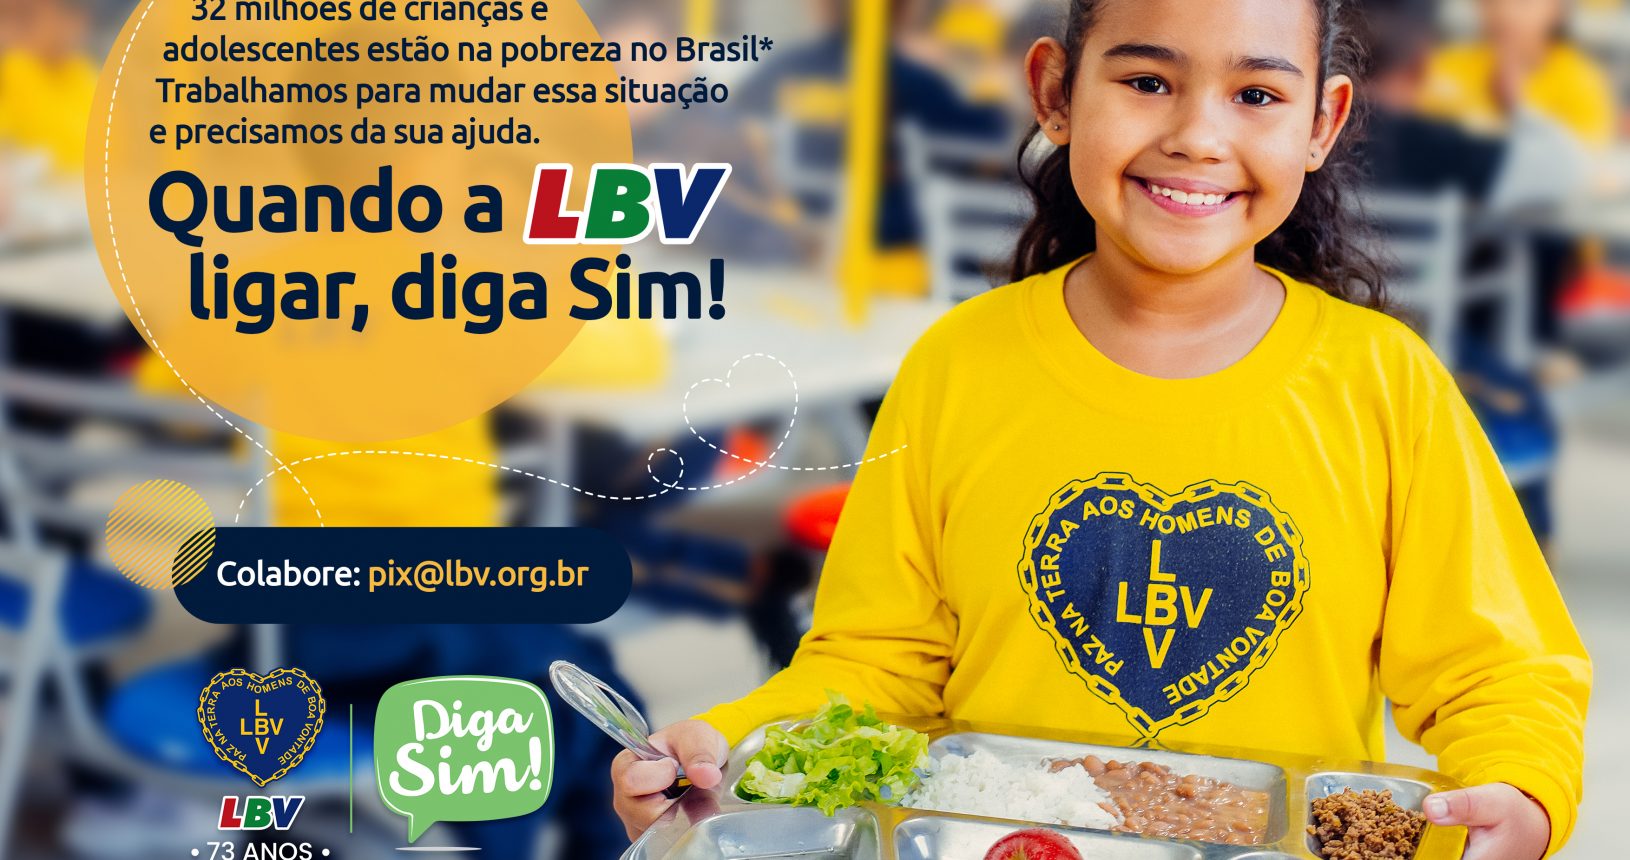 32 milhões de crianças e
adolescentes estão na pobreza no Brasil*
Trabalhamos para mudar essa situação
e precisamos da sua ajuda.
Quando a LBV
ligar, diga Sim!
Colabore: pix@lbv.org.br
PAZ NA TERRA AOS HOMENS DE BOA VONTADE
L
LBV
V
LBV
• 73 ANOS •
Diga
Sim!
PAZ NA TERRA AOS HOMENS DE BOA VONTADE
L
LBV
V